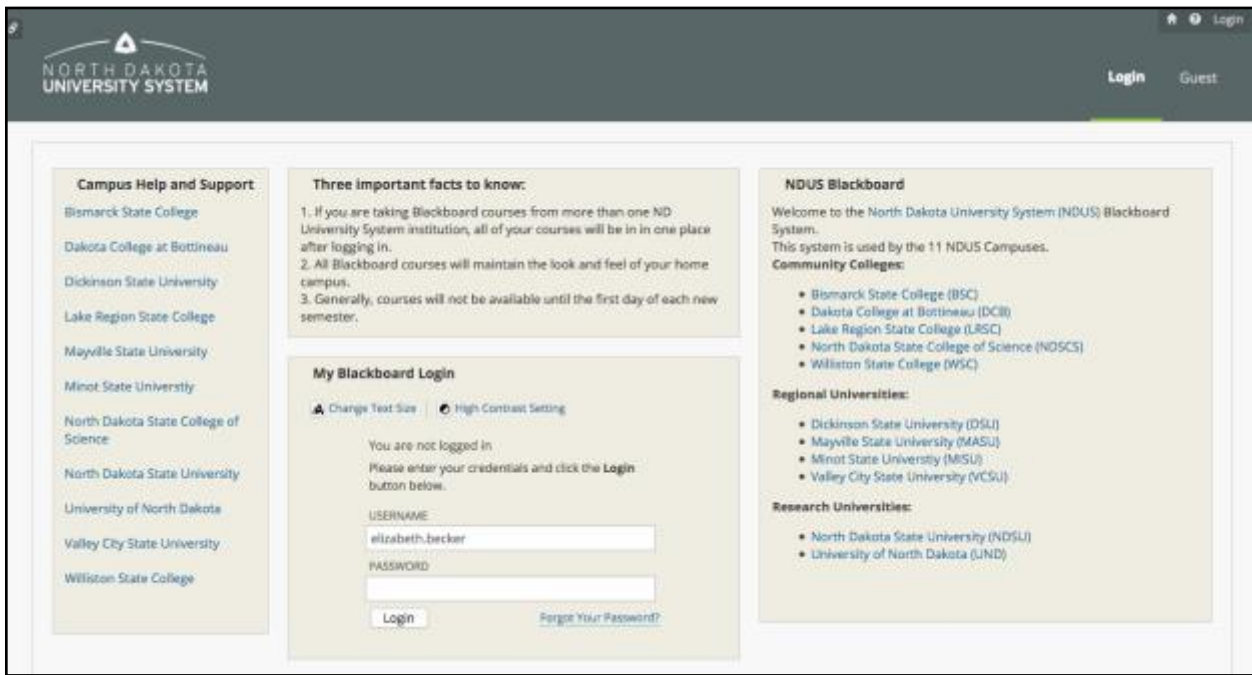 Login
NORTH DAKOTA
UNIVERSITY SYSTEM
Login
Guest
Campus Help and Support
Bismarck State College
Dakota College at Bottineau
Dickinson State University
Lake Region State College
Mayville State University
Minot State Universtiy
North Dakota State College of
Science
North Dakota State University
University of North Dakota
Valley City State University
Williston State College
Three important facts to know:
1. If you are taking Blackboard courses from more than one ND
University System institution, all of your courses will be in in one place
after logging in.
2. All Blackboard courses will maintain the look and feel of your home
campus.
3. Generally, courses will not be available until the first day of each new
semester.
My Blackboard Login
Change Text Size
High Contrast Setting
You are not logged in
Please enter your credentials and click the Login
button below.
USERNAME
elizabeth.becker
PASSWORD
Login
Forgot Your Password?
NDUS Blackboard
Welcome to the North Dakota University System (NDUS) Blackboard
System.
This system is used by the 11 NDUS Campuses.
Community Colleges:
• Bismarck State College (BSC)
• Dakota College at Bottineau (DCB)
• Lake Region State College (LRSC)
• North Dakota State College of Science (NDSCS)
• Williston State College (WSC)
Regional Universities:
• Dickinson State University (DSU)
• Mayville State University (MASU)
• Minot State Universtiy (MISU)
• Valley City State University (VCSU)
Research Universities:
• North Dakota State University (NDSU)
• University of North Dakota (UND)